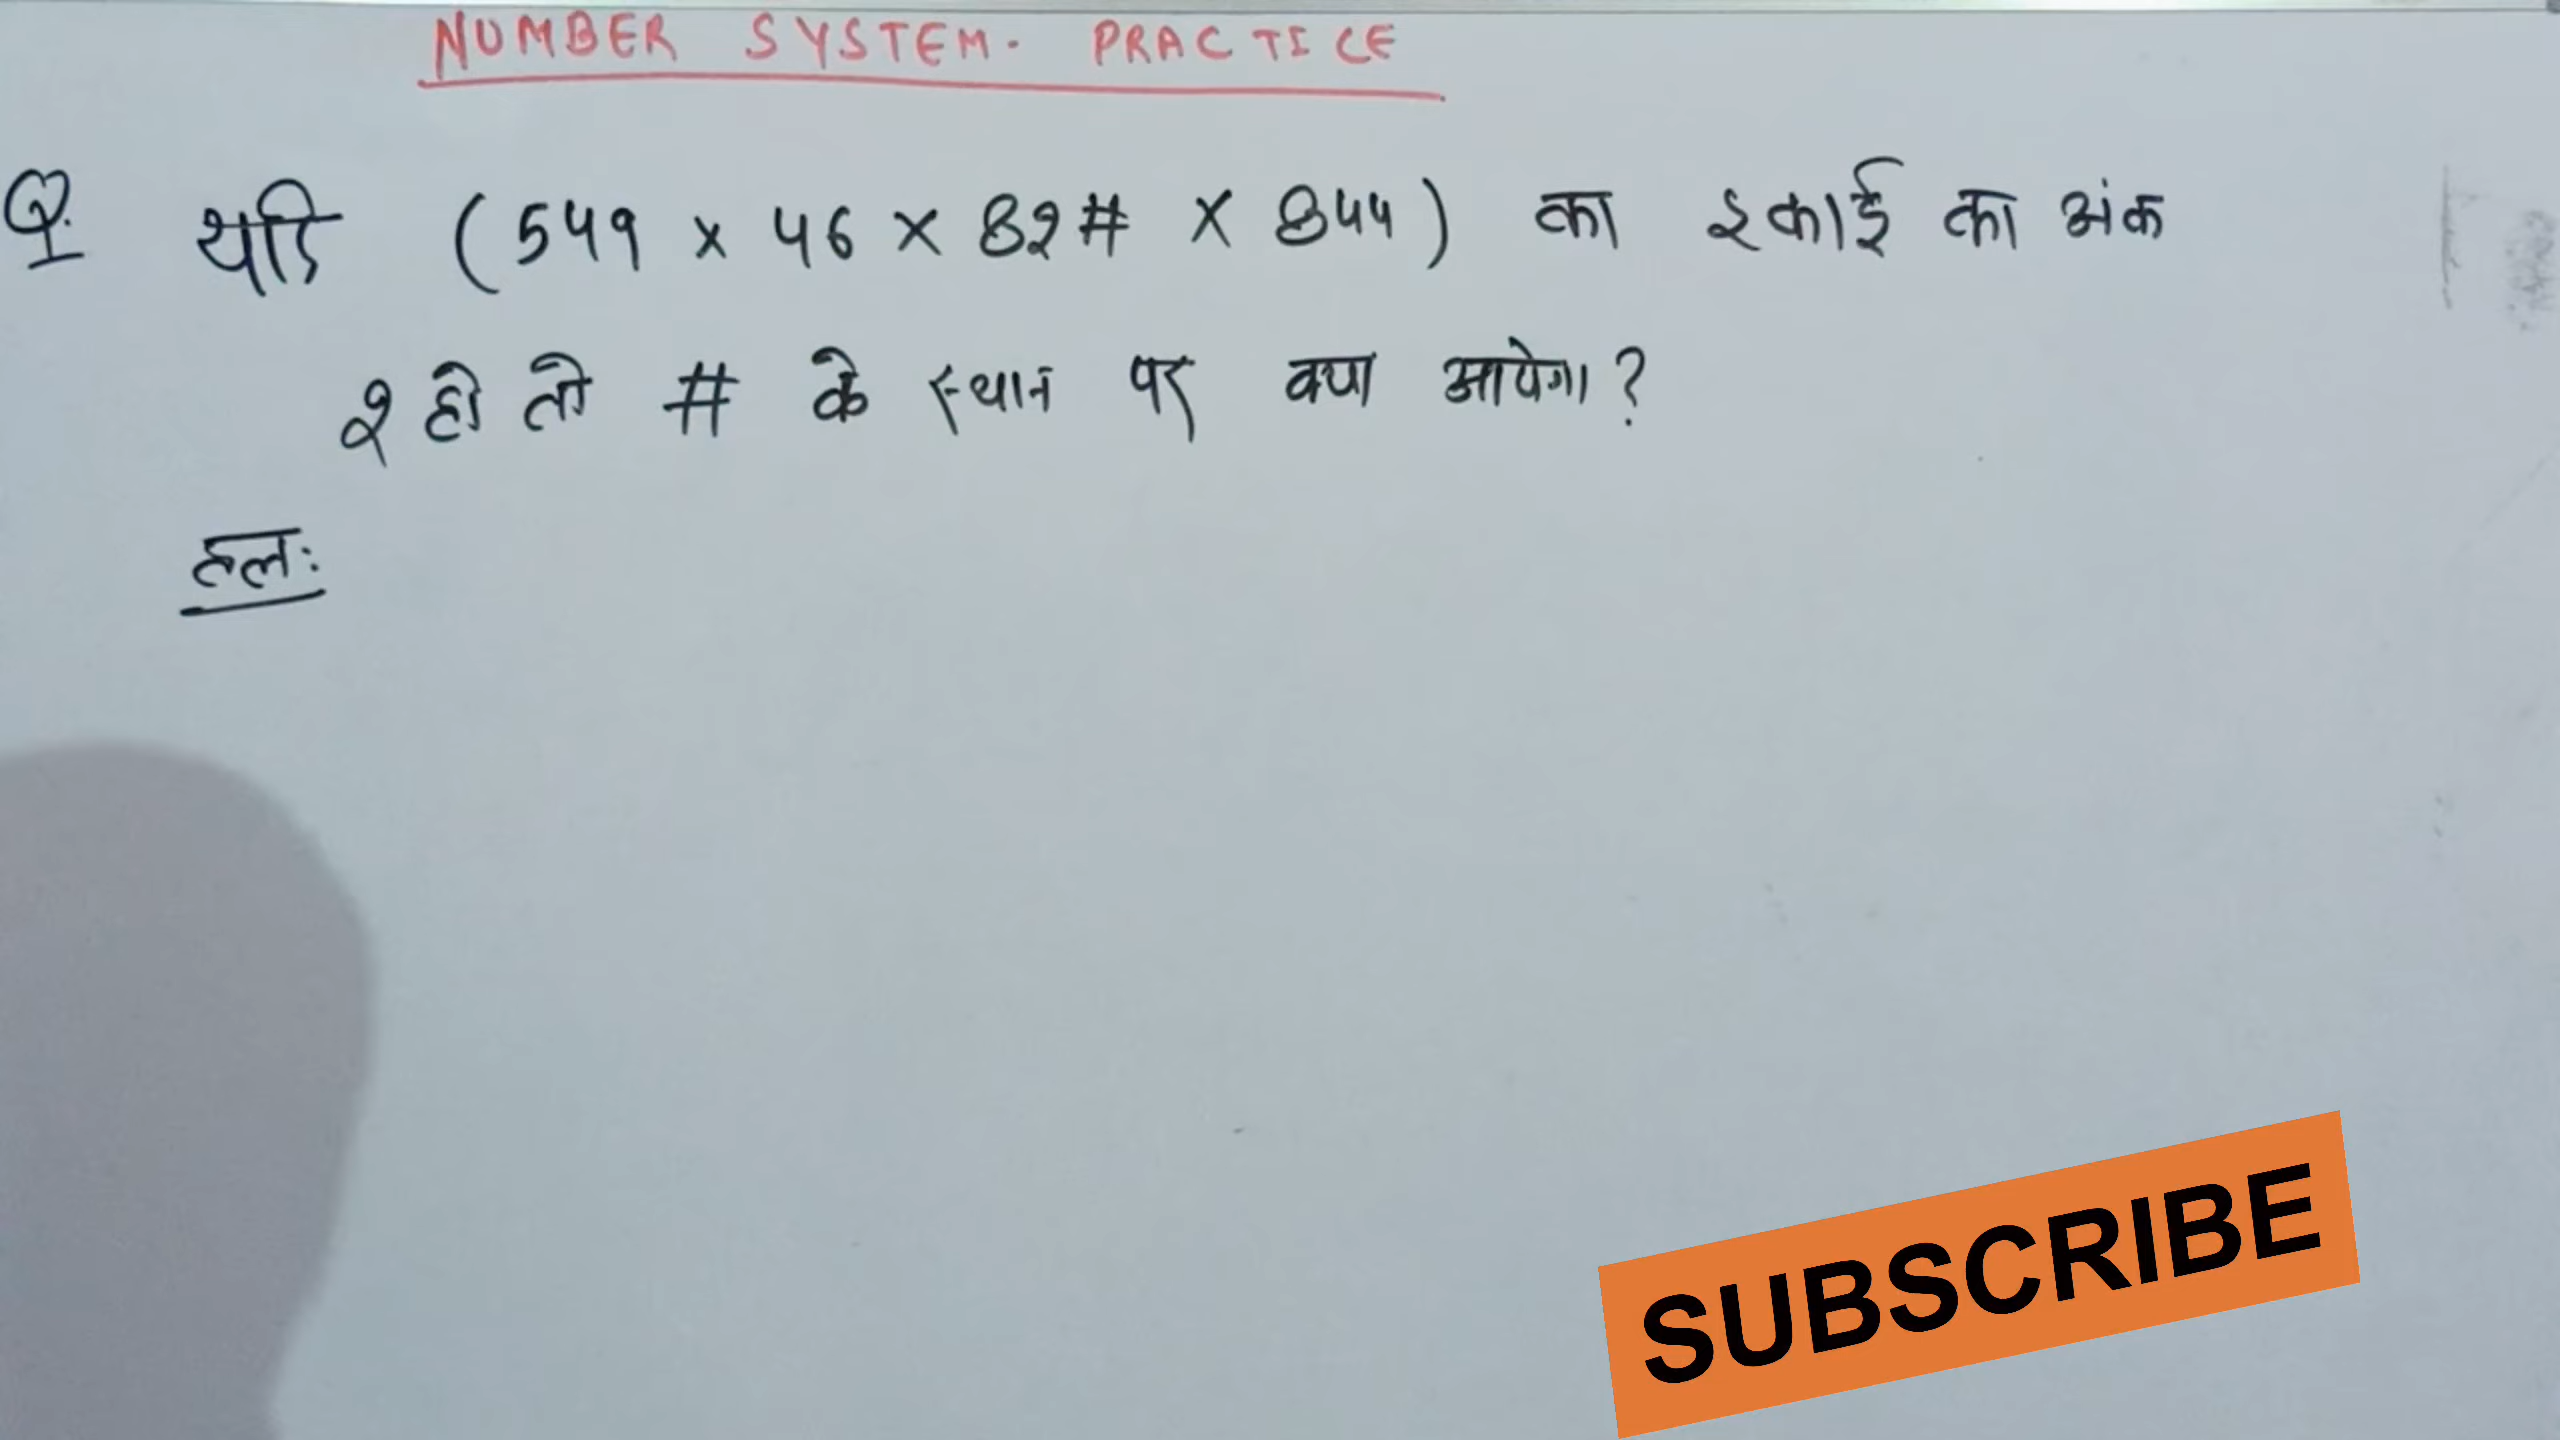 NUMBER SYSTEM. PRACTICE
Q. यदि (549 x 46 x 82# x 844) का इकाई का अंक
2 हो तो # के स्थान पर क्या आयेगा?
हल:
SUBSCRIBE